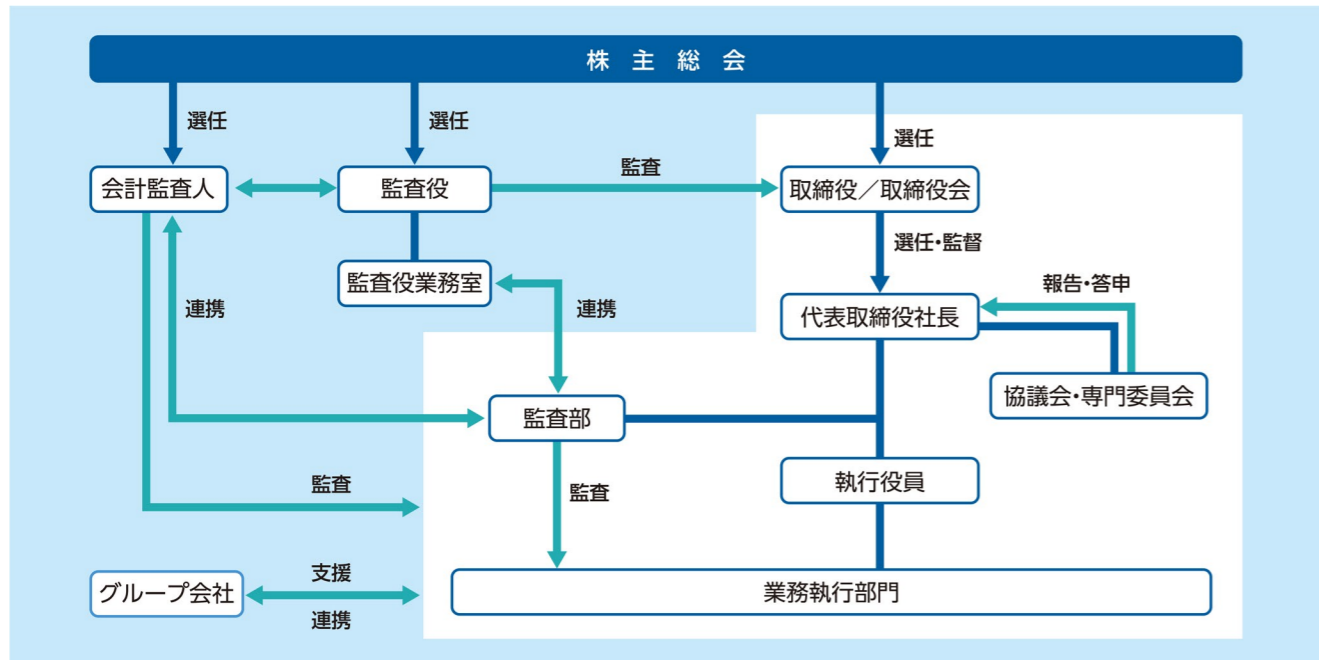 株主総会
選任
選任
選任
会計監査人
監査役
監査
取締役／取締役会
選任・監督
監査役業務室
連携
連携
報告・答申
代表取締役社長
協議会・専門委員会
監査部
執行役員
監査
監査
支援
グループ会社
連携
業務執行部門